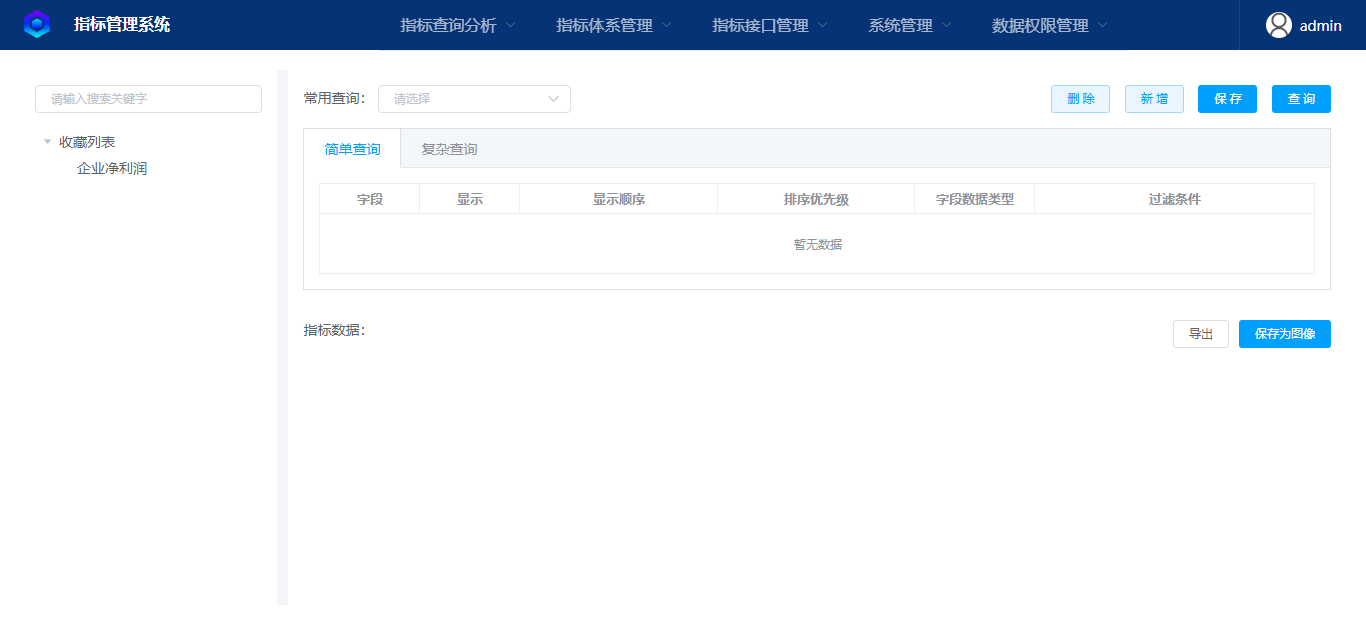 指标管理系统 指标查询分析 指标体系管理 指标接口管理 系统管理 数据权限管理 admin
请输入搜索关键字
收藏列表
企业净利润
常用查询： 请选择 删除 新增 保存 查询
简单查询 复杂查询
字段 显示 显示顺序 排序优先级 字段数据类型 过滤条件
暂无数据
指标数据： 导出 保存为图像